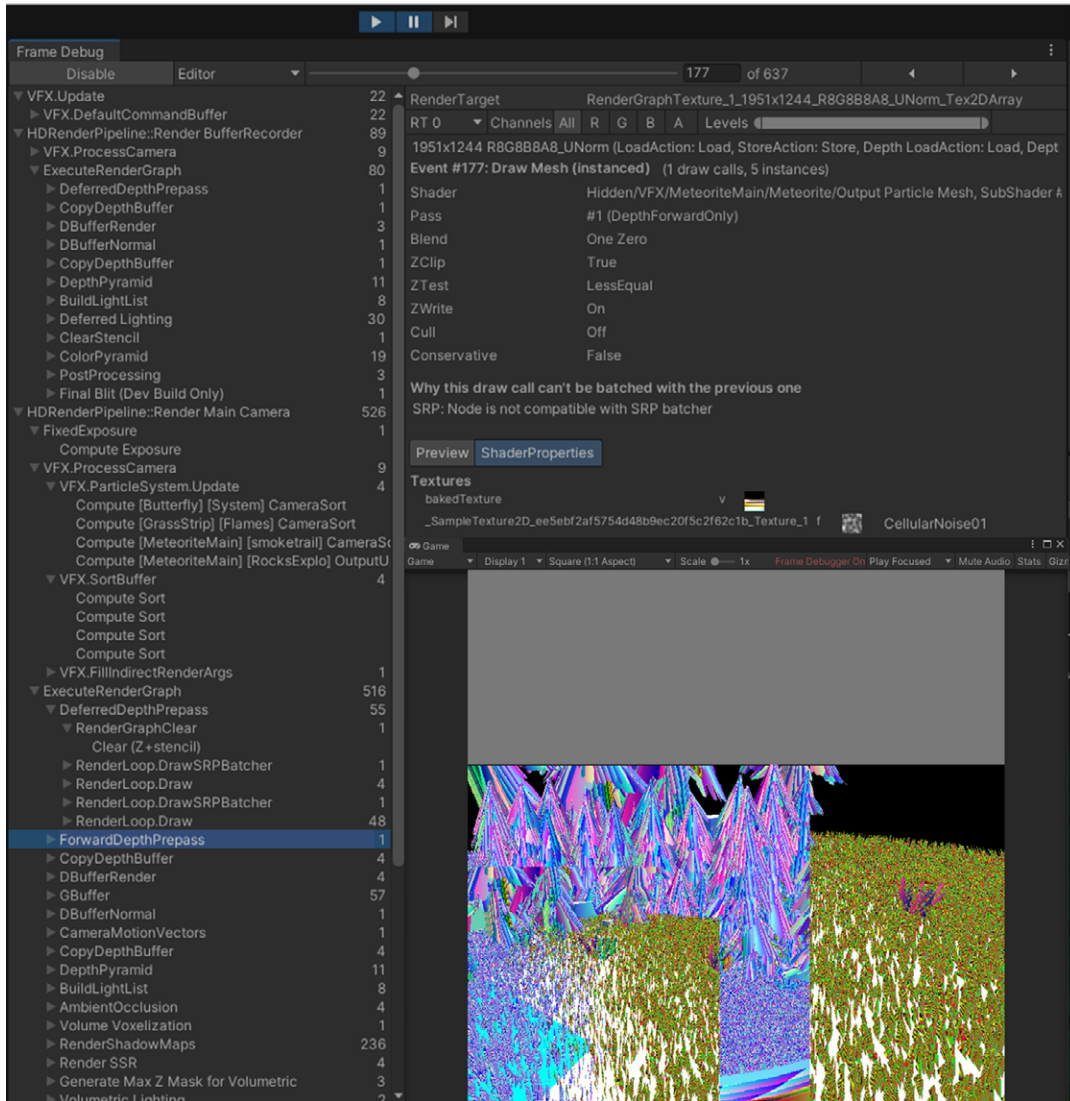 Frame Debug
Disable Editor 177 of 637
VFX.Update 22
VFX.DefaultCommandBuffer 22
HDRenderPipeline::Render BufferRecorder 89
VFX.ProcessCamera 9
ExecuteRenderGraph 80
DeferredDepthPrepass 1
CopyDepthBuffer 1
DBufferRender 3
DBufferNormal 1
CopyDepthBuffer 1
DepthPyramid 11
BuildLightList 8
Deferred Lighting 30
ClearStencil 1
ColorPyramid 19
PostProcessing 3
Final Blit (Dev Build Only) 1
HDRenderPipeline::Render Main Camera 526
FixedExposure 1
Compute Exposure
VFX.ProcessCamera 9
VFX.ParticleSystem.Update 4
Compute [Butterfly] [System] CameraSort
Compute [GrassStrip] [Flames] CameraSort
Compute [MeteoriteMain] [smoketrail] CameraSo
Compute [MeteoriteMain] [RocksExplo] OutputU
VFX.SortBuffer 4
Compute Sort
Compute Sort
Compute Sort
Compute Sort
VFX.FillIndirectRenderArgs 1
ExecuteRenderGraph 516
DeferredDepthPrepass 55
RenderGraphClear 1
Clear (Z+stencil)
RenderLoop.DrawSRPBatcher 1
RenderLoop.Draw 4
RenderLoop.DrawSRPBatcher 1
RenderLoop.Draw 48
ForwardDepthPrepass 1
CopyDepthBuffer 4
DBufferRender 4
GBuffer 57
DBufferNormal 1
CameraMotionVectors 1
CopyDepthBuffer 4
DepthPyramid 11
BuildLightList 8
AmbientOcclusion 4
Volume Voxelization 1
RenderShadowMaps 236
Render SSR 4
Generate Max Z Mask for Volumetric 3
Volumetric Lighting 2
RenderTarget RenderGraphTexture_1_1951x1244_R8G8B8A8_UNorm_Tex2DArray
RT 0 Channels All R G B A Levels
1951x1244 R8G8B8A8_UNorm (LoadAction: Load, StoreAction: Store, Depth LoadAction: Load, Dept
Event #177: Draw Mesh (instanced) (1 draw calls, 5 instances)
Shader Hidden/VFX/MeteoriteMain/Meteorite/Output Particle Mesh, SubShader #
Pass #1 (DepthForwardOnly)
Blend One Zero
ZClip True
ZTest LessEqual
ZWrite On
Cull Off
Conservative False
Why this draw call can't be batched with the previous one
SRP: Node is not compatible with SRP batcher
Preview ShaderProperties
Textures
bakedTexture v
_SampleTexture2D_ee5ebf2af5754d48b9ec20f5c2f62c1b_Texture_1 f CellularNoise01
Game
Game Display 1 Square (1:1 Aspect) Scale 1x Frame Debugger On Play Focused Mute Audio Stats Giz